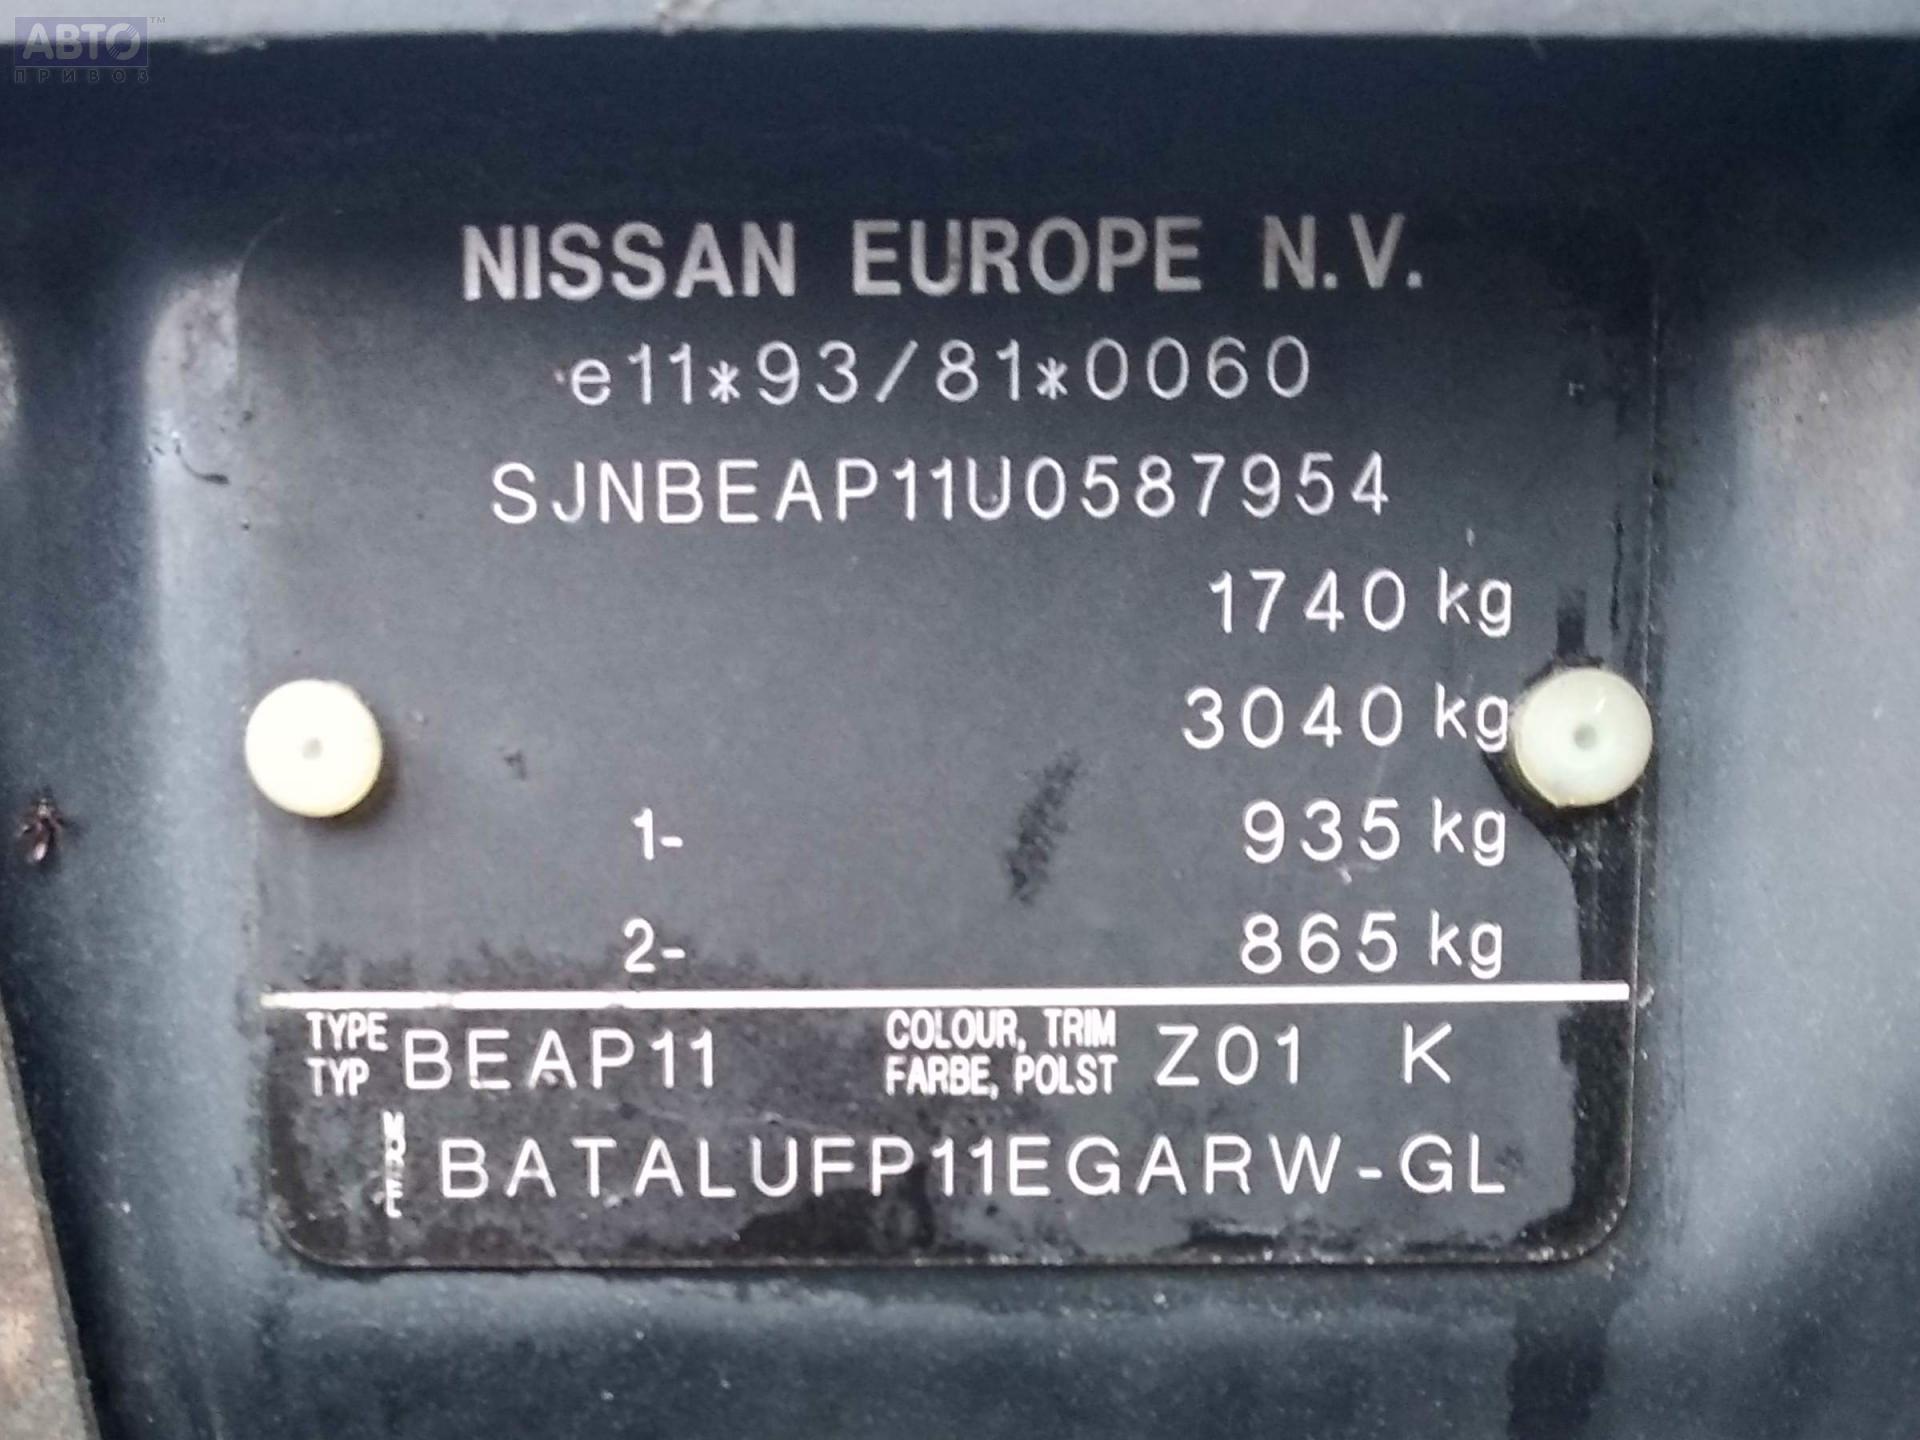 АВТО™
ПРИВОЗ
NISSAN EUROPE N.V.
e11*93/81*0060
SJNBEAP11U0587954
1740 kg
3040 kg
1- 935 kg
2- 865 kg
TYPE
TYP BEAP11
COLOUR, TRIM
FARBE, POLST Z01 K
BATALUFP11EGARW-GL